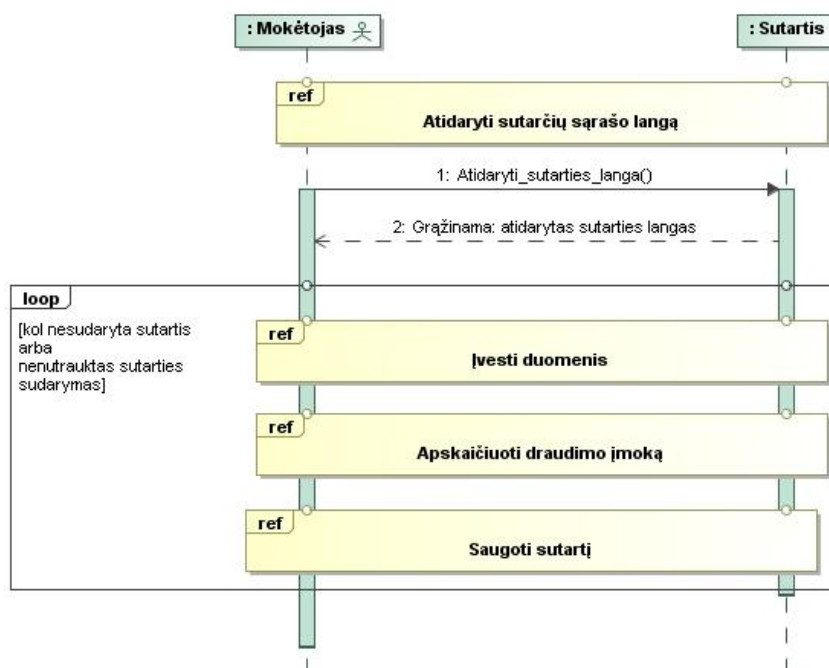 : Mokėtojas
: Sutartis
ref
Atidaryti sutarčių sąrašo langą
1: Atidaryti_sutarties_langa()
2: Grąžinama: atidarytas sutarties langas
loop
[kol nesudaryta sutartis
arba
nenutrauktas sutarties
sudarymas]
ref
Įvesti duomenis
ref
Apskaičiuoti draudimo įmoką
ref
Saugoti sutartį